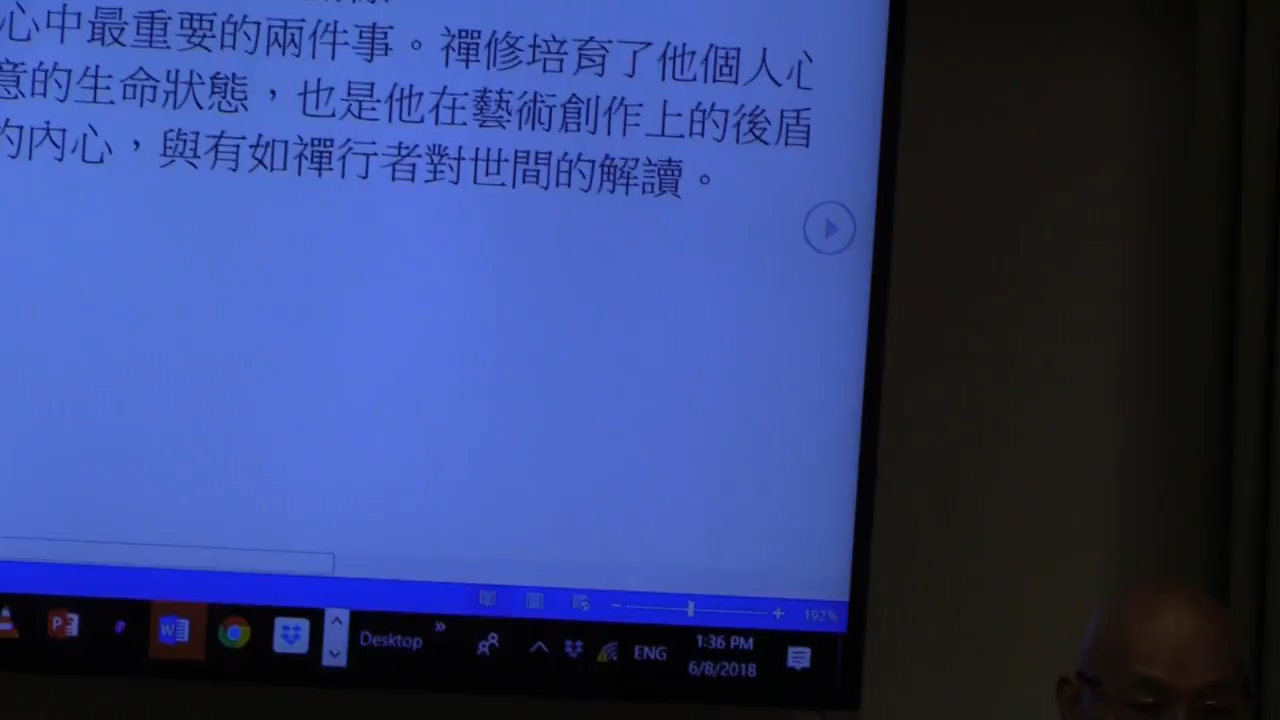 心中最重要的兩件事。禪修培育了他個人心
意的生命狀態，也是他在藝術創作上的後盾
的內心，與有如禪行者對世間的解讀。
192%
Desktop
ENG
1:36 PM
6/8/2018